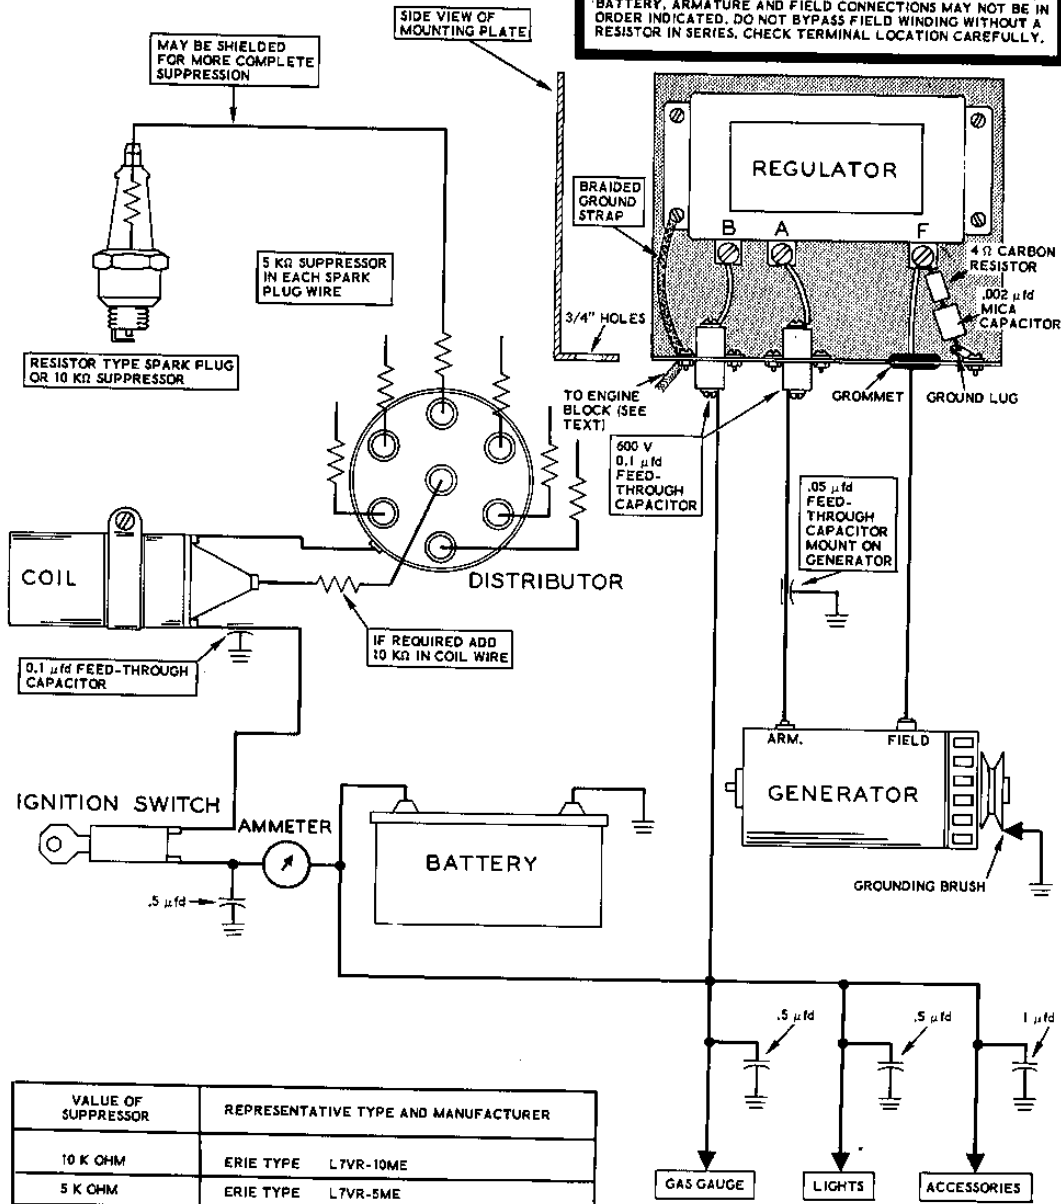 BATTERY, ARMATURE AND FIELD CONNECTIONS MAY NOT BE IN
ORDER INDICATED. DO NOT BYPASS FIELD WINDING WITHOUT A
RESISTOR IN SERIES. CHECK TERMINAL LOCATION CAREFULLY.
SIDE VIEW OF
MOUNTING PLATE
MAY BE SHIELDED
FOR MORE COMPLETE
SUPPRESSION
REGULATOR
BRAIDED
GROUND
STRAP
B
A
F
4 Ω CARBON
RESISTOR
.002 µfd
MICA
CAPACITOR
5 KΩ SUPPRESSOR
IN EACH SPARK
PLUG WIRE
3/4" HOLES
RESISTOR TYPE SPARK PLUG
OR 10 KΩ SUPPRESSOR
TO ENGINE
BLOCK (SEE
TEXT)
GROMMET
GROUND LUG
600 V
0.1 µfd
FEED-
THROUGH
CAPACITOR
.05 µfd
FEED-
THROUGH
CAPACITOR
MOUNT ON
GENERATOR
COIL
DISTRIBUTOR
IF REQUIRED ADD
10 KΩ IN COIL WIRE
0.1 µfd FEED-THROUGH
CAPACITOR
ARM.
FIELD
GENERATOR
IGNITION SWITCH
AMMETER
BATTERY
GROUNDING BRUSH
.5 µfd
.5 µfd
.5 µfd
1 µfd
VALUE OF
SUPPRESSOR
REPRESENTATIVE TYPE AND MANUFACTURER
10 K OHM
ERIE TYPE L7VR-10ME
5 K OHM
ERIE TYPE L7VR-5ME
GAS GAUGE
LIGHTS
ACCESSORIES